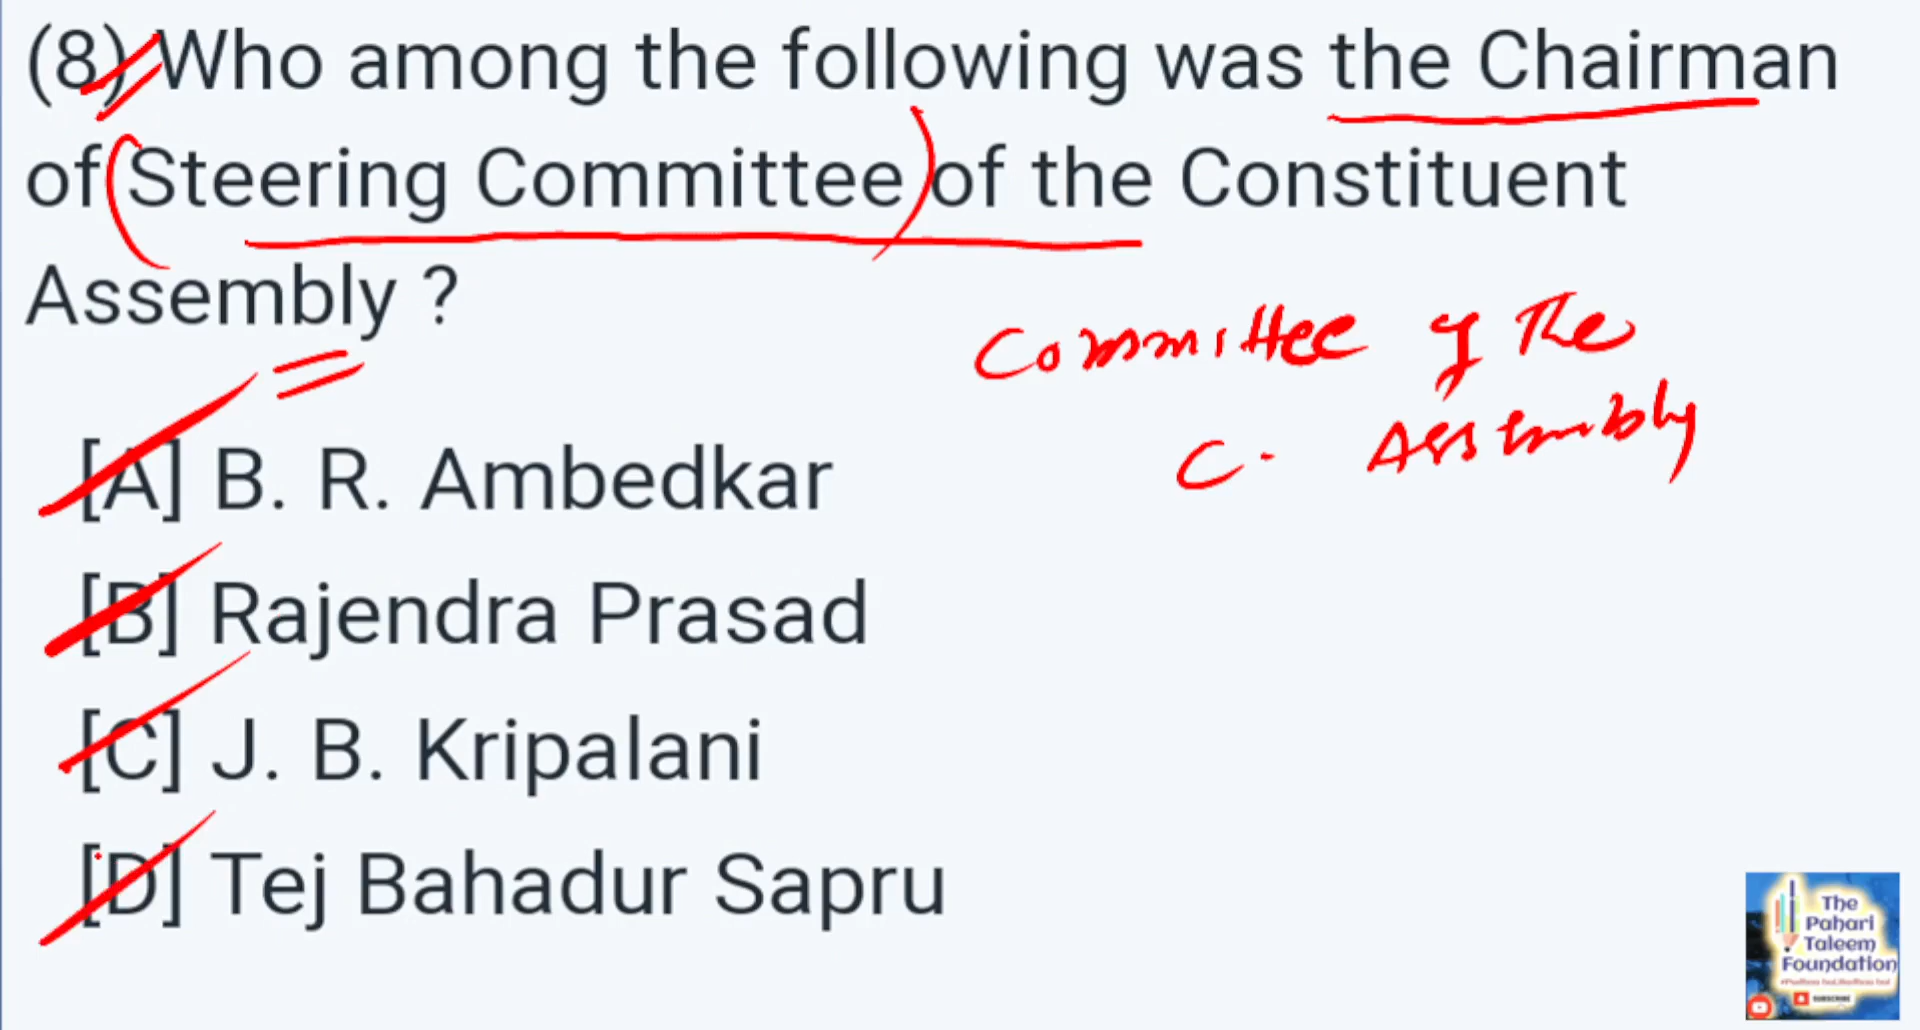 (8) Who among the following was the Chairman
of Steering Committee of the Constituent
Assembly ?
Committee of The
C. Assembly
[A] B. R. Ambedkar
[B] Rajendra Prasad
[C] J. B. Kripalani
[D] Tej Bahadur Sapru
The
Pahari
Taleem
Foundation
SUBSCRIBE